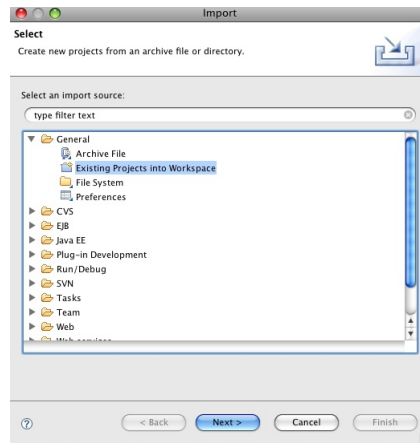 Import
Select
Create new projects from an archive file or directory.
Select an import source:
type filter text
General
Archive File
Existing Projects into Workspace
File System
Preferences
CVS
EJB
Java EE
Plug-in Development
Run/Debug
SVN
Tasks
Team
Web
Web services
?
< Back Next > Cancel Finish